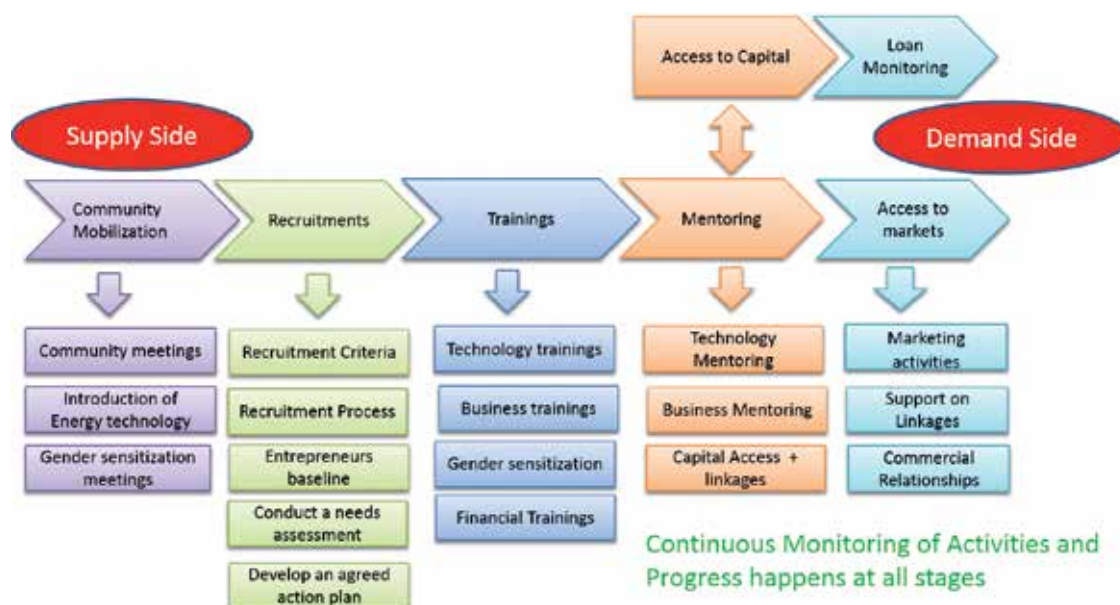 Access to Capital
Loan
Monitoring
Supply Side
Demand Side
Community
Mobilization
Recruitments
Trainings
Mentoring
Access to
markets
Community meetings
Introduction of
Energy technology
Gender sensitization
meetings
Recruitment Criteria
Recruitment Process
Entrepreneurs
baseline
Conduct a needs
assessment
Develop an agreed
action plan
Technology trainings
Business trainings
Gender sensitization
Financial Trainings
Technology
Mentoring
Business Mentoring
Capital Access +
linkages
Marketing
activities
Support on
Linkages
Commercial
Relationships
Continuous Monitoring of Activities and
Progress happens at all stages